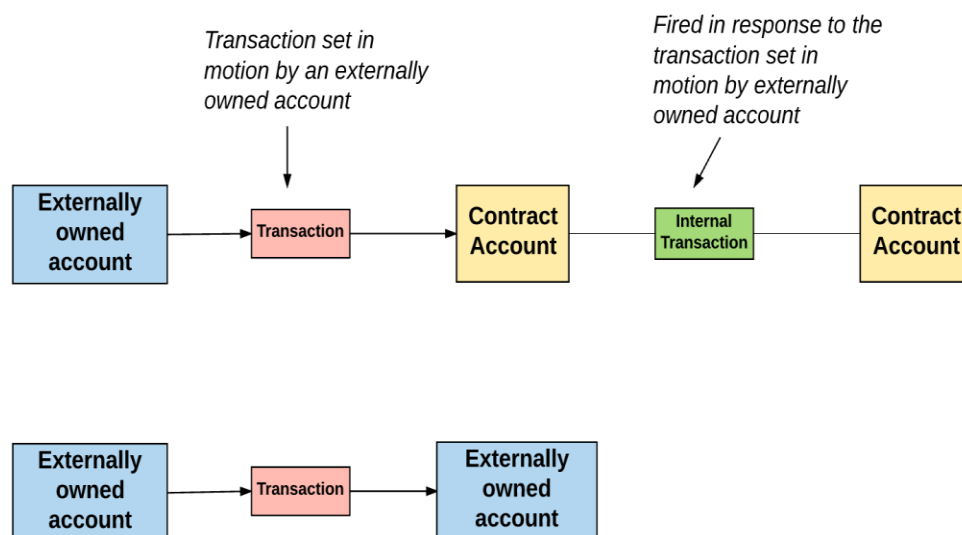 Transaction set in
motion by an externally
owned account
Fired in response to the
transaction set in
motion by externally
owned account
Externally
owned
account
Transaction
Contract
Account
Internal
Transaction
Contract
Account
Externally
owned
account
Transaction
Externally
owned
account